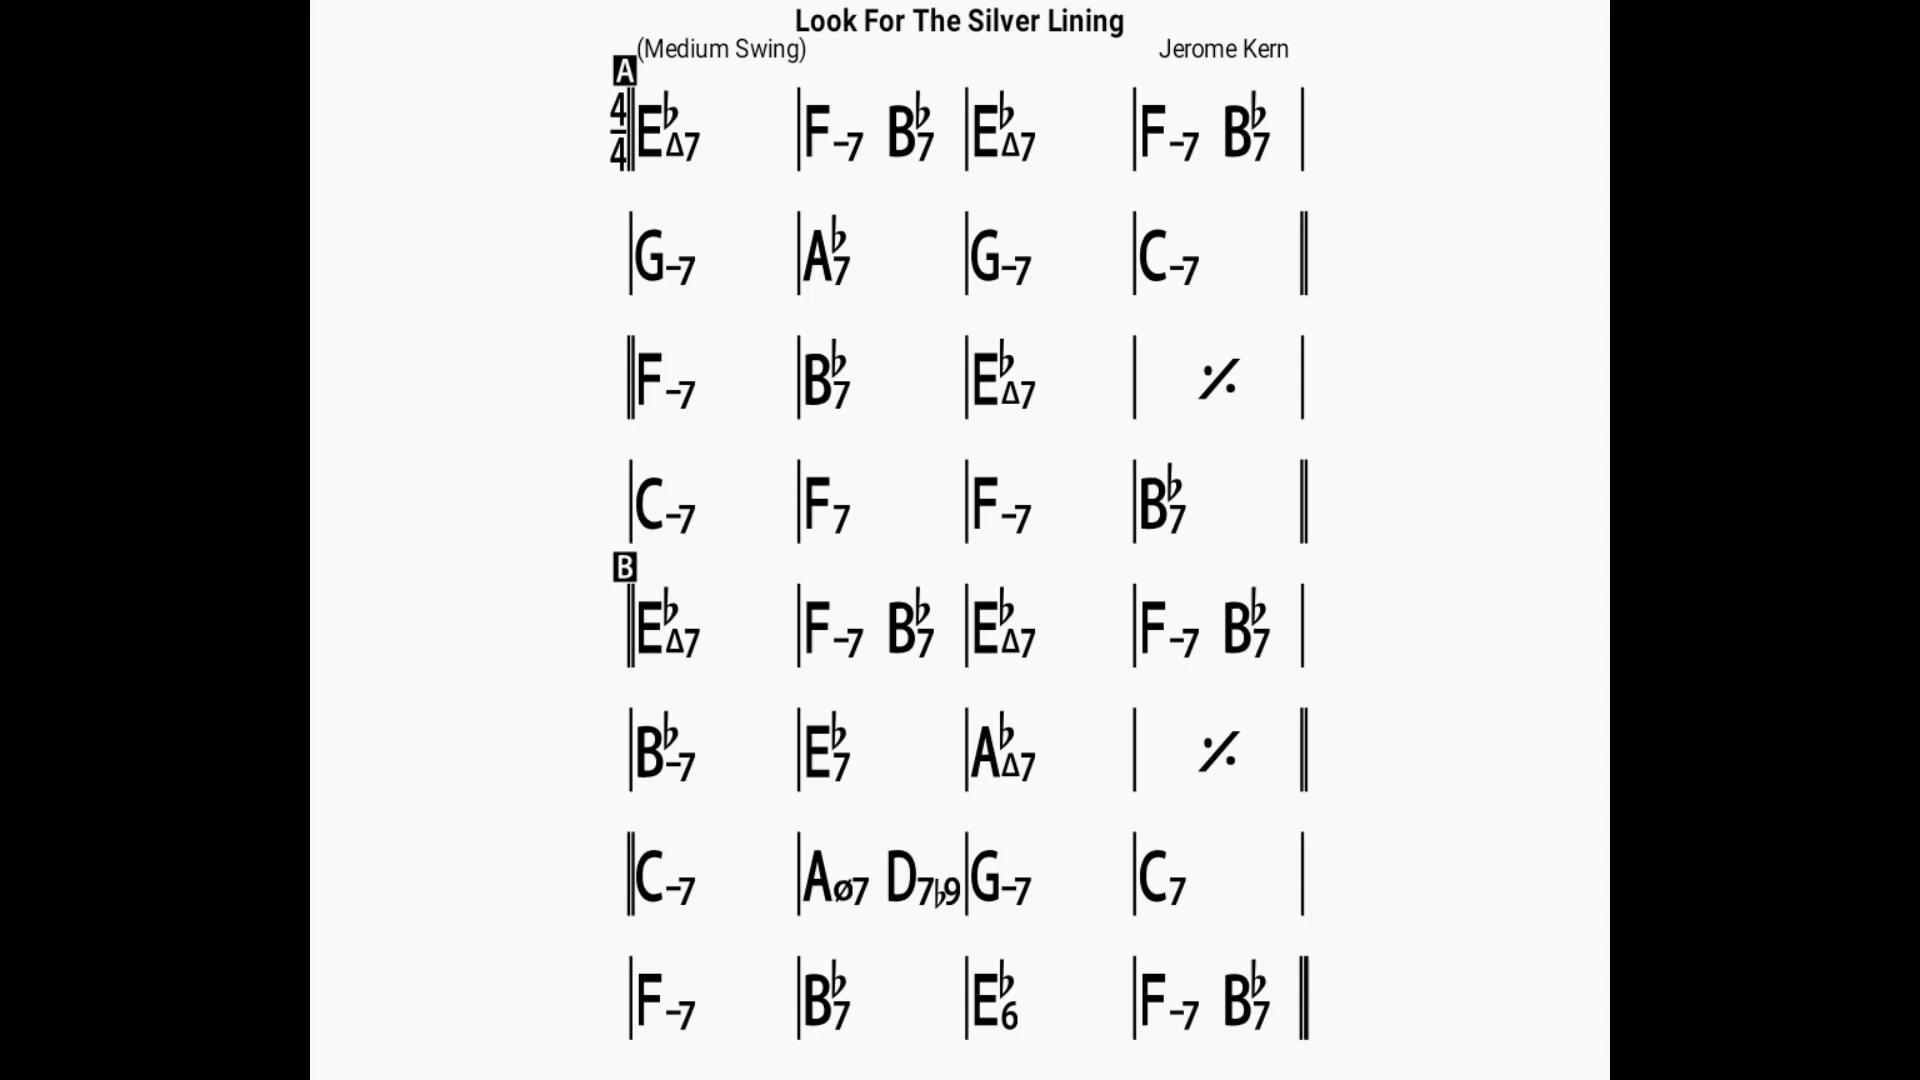 Look For The Silver Lining
(Medium Swing) Jerome Kern
A
4/4 E♭Δ7 | F-7 B♭7 | E♭Δ7 | F-7 B♭7 |
| G-7 | A♭7 | G-7 | C-7 ||
|| F-7 | B♭7 | E♭Δ7 | 𝄎 |
| C-7 | F7 | F-7 | B♭7 ||
B
|| E♭Δ7 | F-7 B♭7 | E♭Δ7 | F-7 B♭7 |
| B♭-7 | E♭7 | A♭Δ7 | 𝄎 ||
|| C-7 | Aø7 D7♭9 | G-7 | C7 |
| F-7 | B♭7 | E♭6 | F-7 B♭7 ||